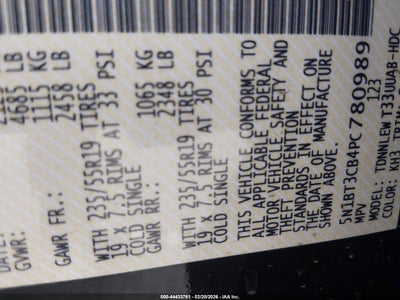 DATE:
GVWR: 4685 LB
GAWR FR.: 1115 KG
2458 LB
WITH 235/55R19 TIRES
19 x 7.5 RIMS AT 33 PSI
COLD SINGLE
GAWR RR.: 1065 KG
2348 LB
WITH 235/55R19 TIRES
19 x 7.5 RIMS AT 30 PSI
COLD SINGLE
THIS VEHICLE CONFORMS TO
ALL APPLICABLE FEDERAL
MOTOR VEHICLE SAFETY AND
THEFT PREVENTION
STANDARDS IN EFFECT ON
THE DATE OF MANUFACTURE
SHOWN ABOVE.
5N1BT3CB4PC780989
MPV 123
MODEL: TDNNLEW T33UUAB-HDC
COLOR: KH3 TRIM:
000-44433761 - 02/20/2026 - IAA Inc.